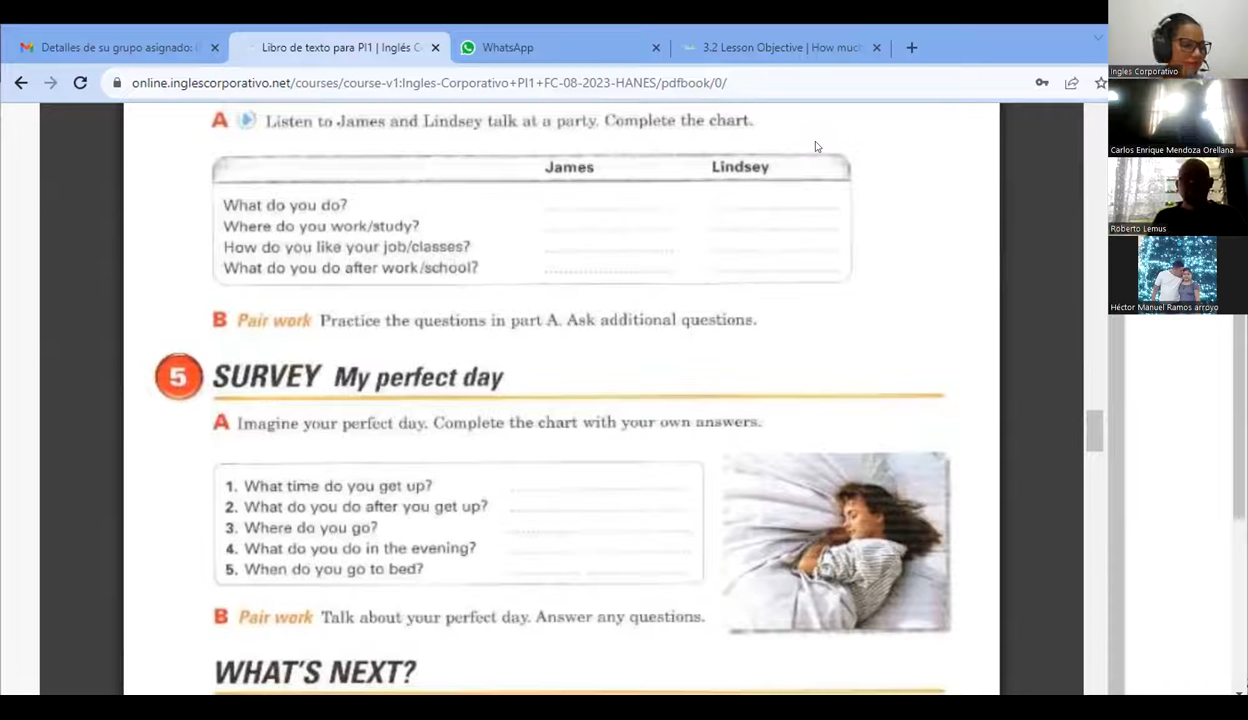 Detalles de su grupo asignado:
Libro de texto para PI1 | Inglés C
WhatsApp
3.2 Lesson Objective | How much
online.inglescorporativo.net/courses/course-v1:Ingles-Corporativo+PI1+FC-08-2023-HANES/pdfbook/0/
A Listen to James and Lindsey talk at a party. Complete the chart.
James Lindsey
What do you do?
Where do you work/study?
How do you like your job/classes?
What do you do after work/school?
B Pair work Practice the questions in part A. Ask additional questions.
5 SURVEY My perfect day
A Imagine your perfect day. Complete the chart with your own answers.
1. What time do you get up?
2. What do you do after you get up?
3. Where do you go?
4. What do you do in the evening?
5. When do you go to bed?
B Pair work Talk about your perfect day. Answer any questions.
WHAT'S NEXT?
Ingles Corporativo
Carlos Enrique Mendoza Orellana
Roberto Lemus
Héctor Manuel Ramos arroyo